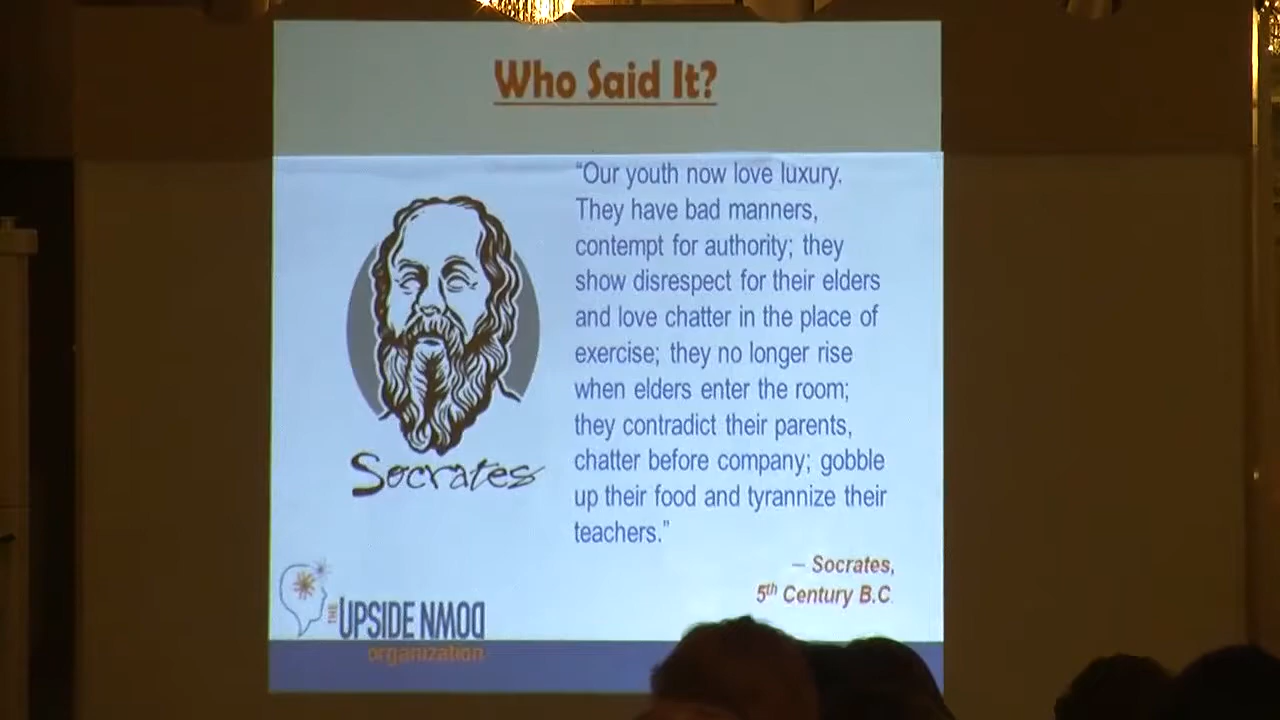 Who Said It?
“Our youth now love luxury.
They have bad manners,
contempt for authority; they
show disrespect for their elders
and love chatter in the place of
exercise; they no longer rise
when elders enter the room;
they contradict their parents,
chatter before company; gobble
up their food and tyrannize their
teachers.”
– Socrates,
5th Century B.C.
Socrates
THE UPSIDE DOWN
organization